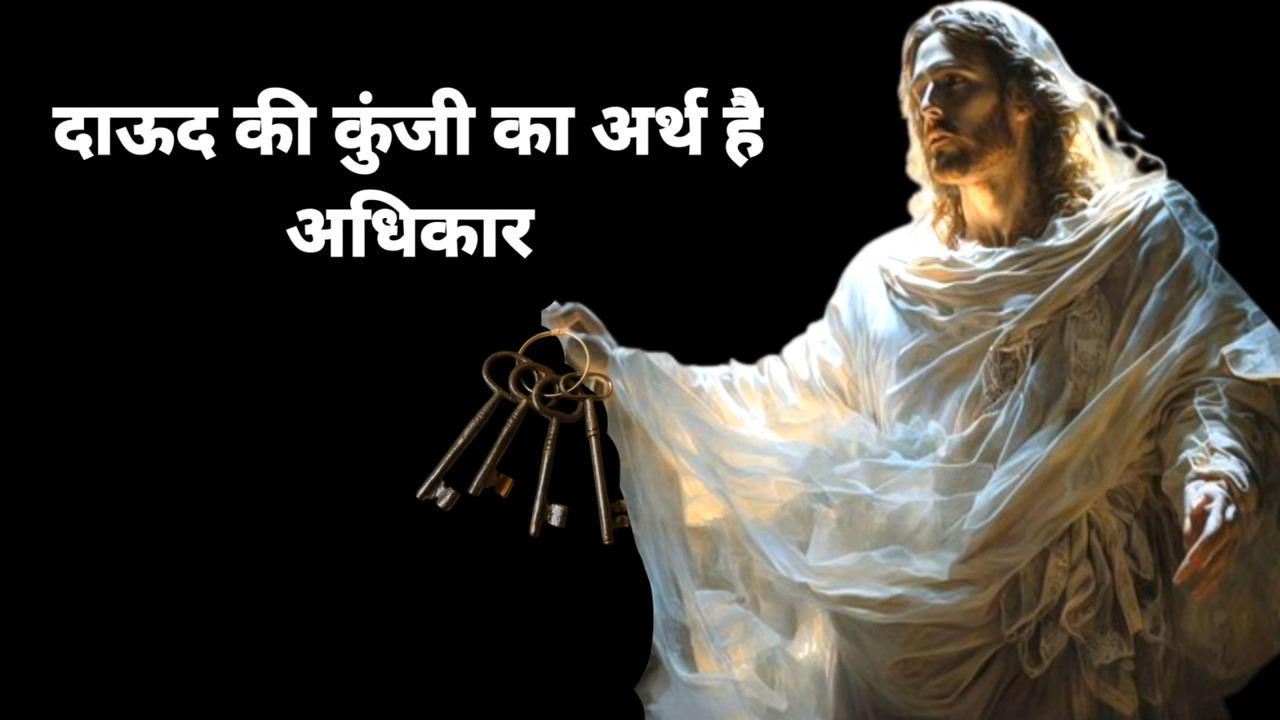 दाऊद की कुंजी का अर्थ है
अधिकार